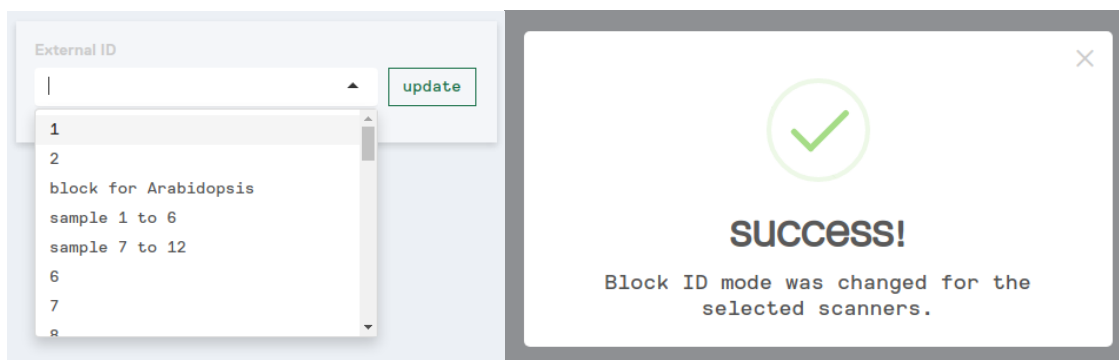 External ID
update
1
2
block for Arabidopsis
sample 1 to 6
sample 7 to 12
6
7
8
success!
Block ID mode was changed for the
selected scanners.